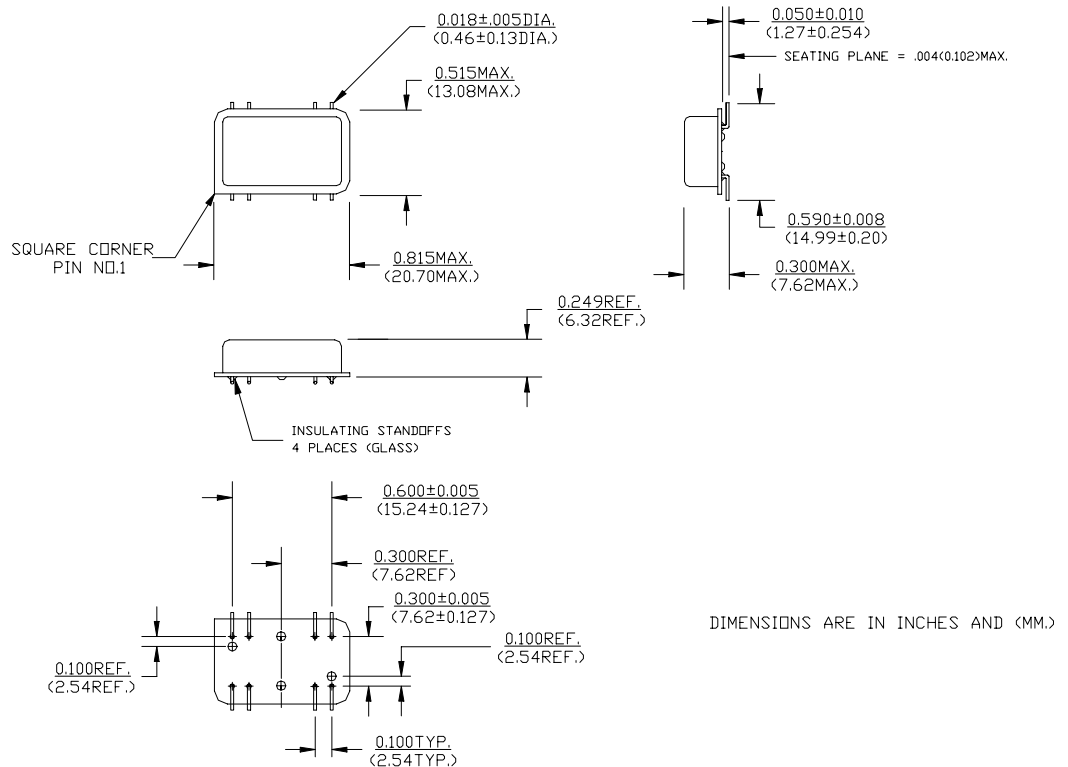 0.018±.005DIA.
(0.46±0.13DIA.)
0.515MAX.
(13.08MAX.)
SQUARE CORNER
PIN NO.1
0.815MAX.
(20.70MAX.)
0.050±0.010
(1.27±0.254)
SEATING PLANE = .004(0.102)MAX.
0.590±0.008
(14.99±0.20)
0.300MAX.
(7.62MAX.)
0.249REF.
(6.32REF.)
INSULATING STANDOFFS
4 PLACES (GLASS)
0.600±0.005
(15.24±0.127)
0.300REF.
(7.62REF)
0.300±0.005
(7.62±0.127)
0.100REF.
(2.54REF.)
0.100REF.
(2.54REF.)
0.100TYP.
(2.54TYP.)
DIMENSIONS ARE IN INCHES AND (MM.)